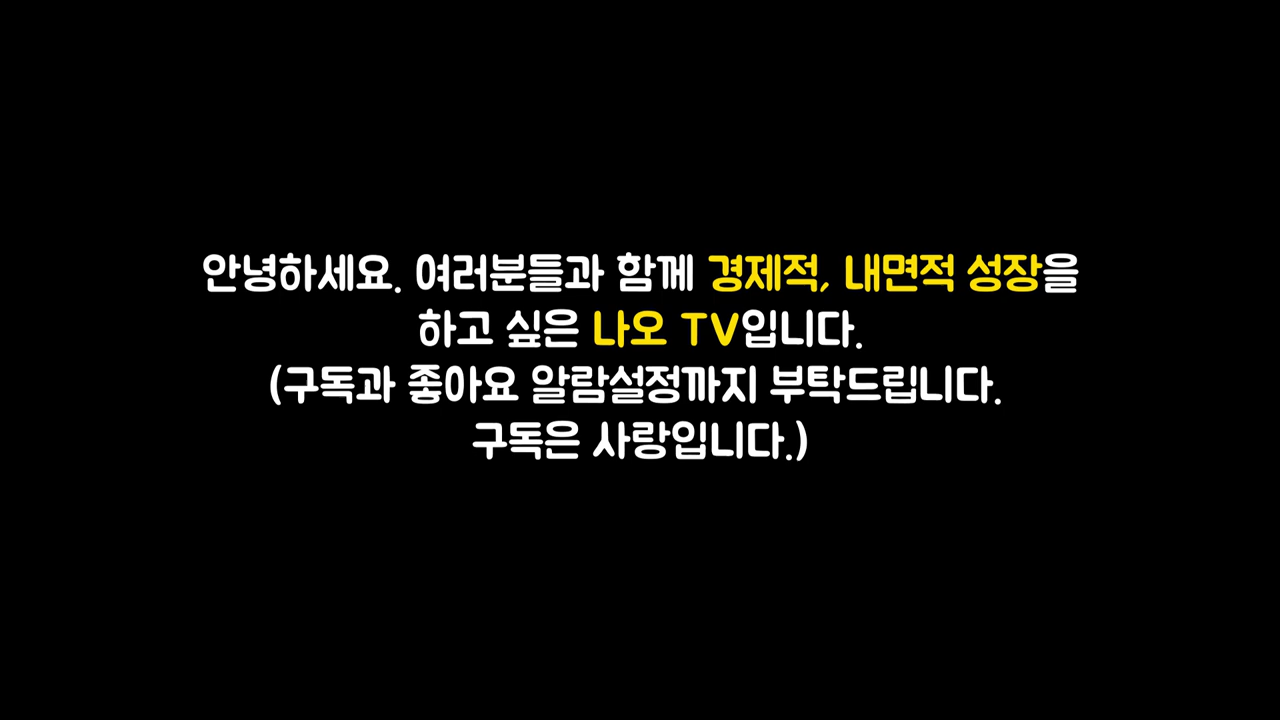 안녕하세요. 여러분들과 함께 경제적, 내면적 성장을
하고 싶은 나오 TV입니다.
(구독과 좋아요 알람설정까지 부탁드립니다.
구독은 사랑입니다.)